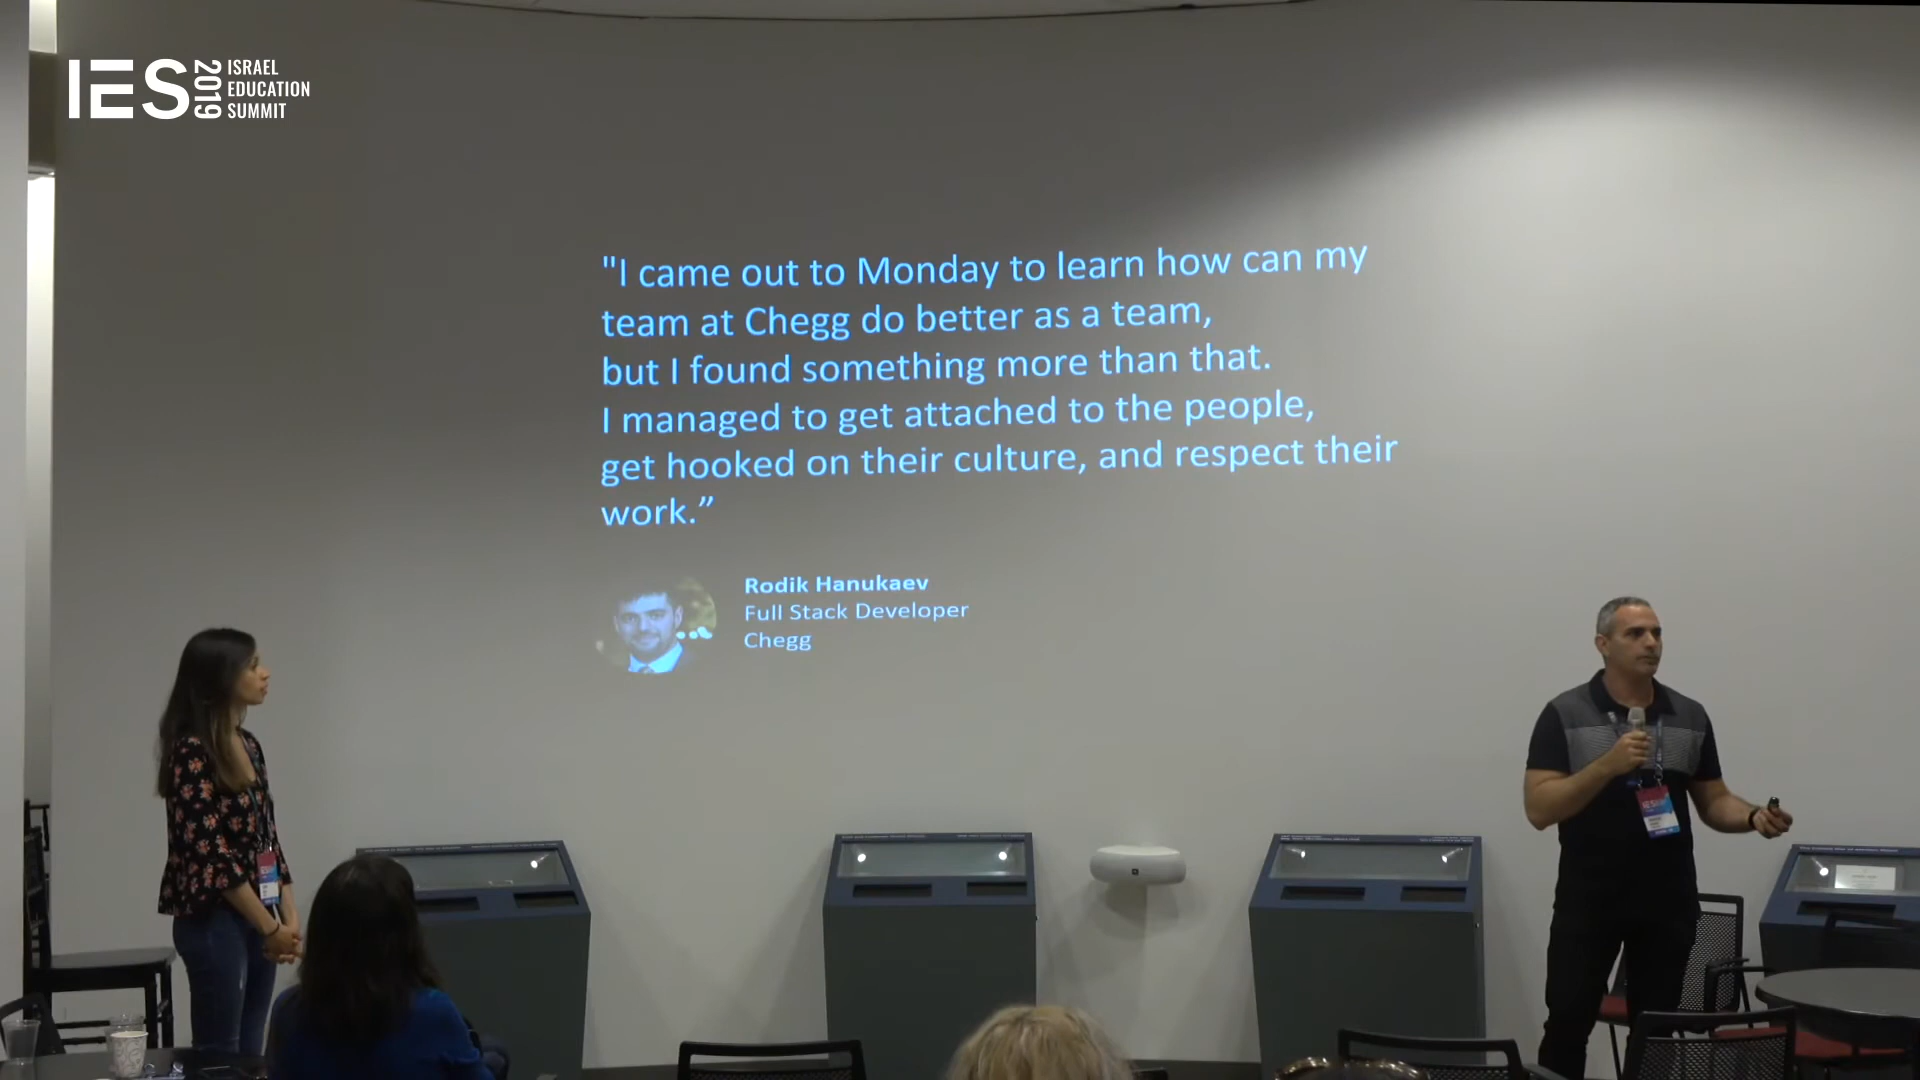 IES
2019
ISRAEL
EDUCATION
SUMMIT
"I came out to Monday to learn how can my
team at Chegg do better as a team,
but I found something more than that.
I managed to get attached to the people,
get hooked on their culture, and respect their
work.”
Rodik Hanukaev
Full Stack Developer
Chegg
IES